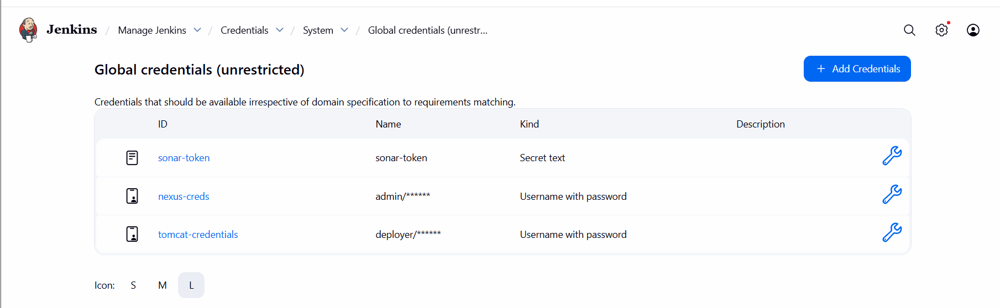 Jenkins / Manage Jenkins / Credentials / System / Global credentials (unrestr...
Global credentials (unrestricted)
+ Add Credentials
Credentials that should be available irrespective of domain specification to requirements matching.
ID Name Kind Description
sonar-token sonar-token Secret text
nexus-creds admin/****** Username with password
tomcat-credentials deployer/****** Username with password
Icon: S M L